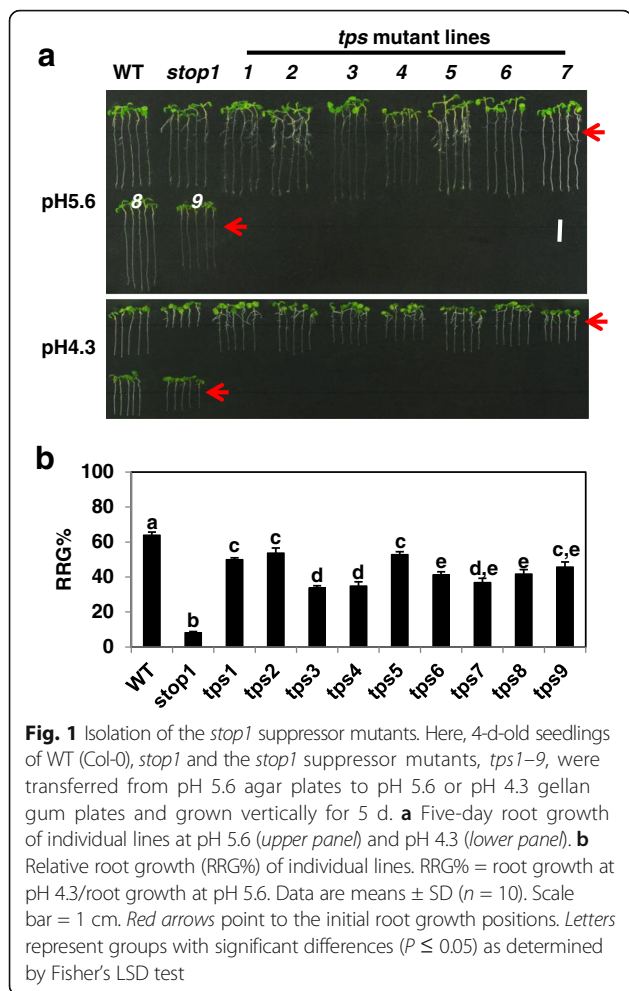 a
tps mutant lines
WT stop1 1 2 3 4 5 6 7
pH5.6
8 9
pH4.3
b
100
80
60
40
20
0
RRG%
a b c c d d c e d,e e c,e
WT stop1 tps1 tps2 tps3 tps4 tps5 tps6 tps7 tps8 tps9
Fig. 1 Isolation of the stop1 suppressor mutants. Here, 4-d-old seedlings
of WT (Col-0), stop1 and the stop1 suppressor mutants, tps1–9, were
transferred from pH 5.6 agar plates to pH 5.6 or pH 4.3 gellan
gum plates and grown vertically for 5 d. a Five-day root growth
of individual lines at pH 5.6 (upper panel) and pH 4.3 (lower panel). b
Relative root growth (RRG%) of individual lines. RRG% = root growth at
pH 4.3/root growth at pH 5.6. Data are means ± SD (n = 10). Scale
bar = 1 cm. Red arrows point to the initial root growth positions. Letters
represent groups with significant differences (P ≤ 0.05) as determined
by Fisher's LSD test